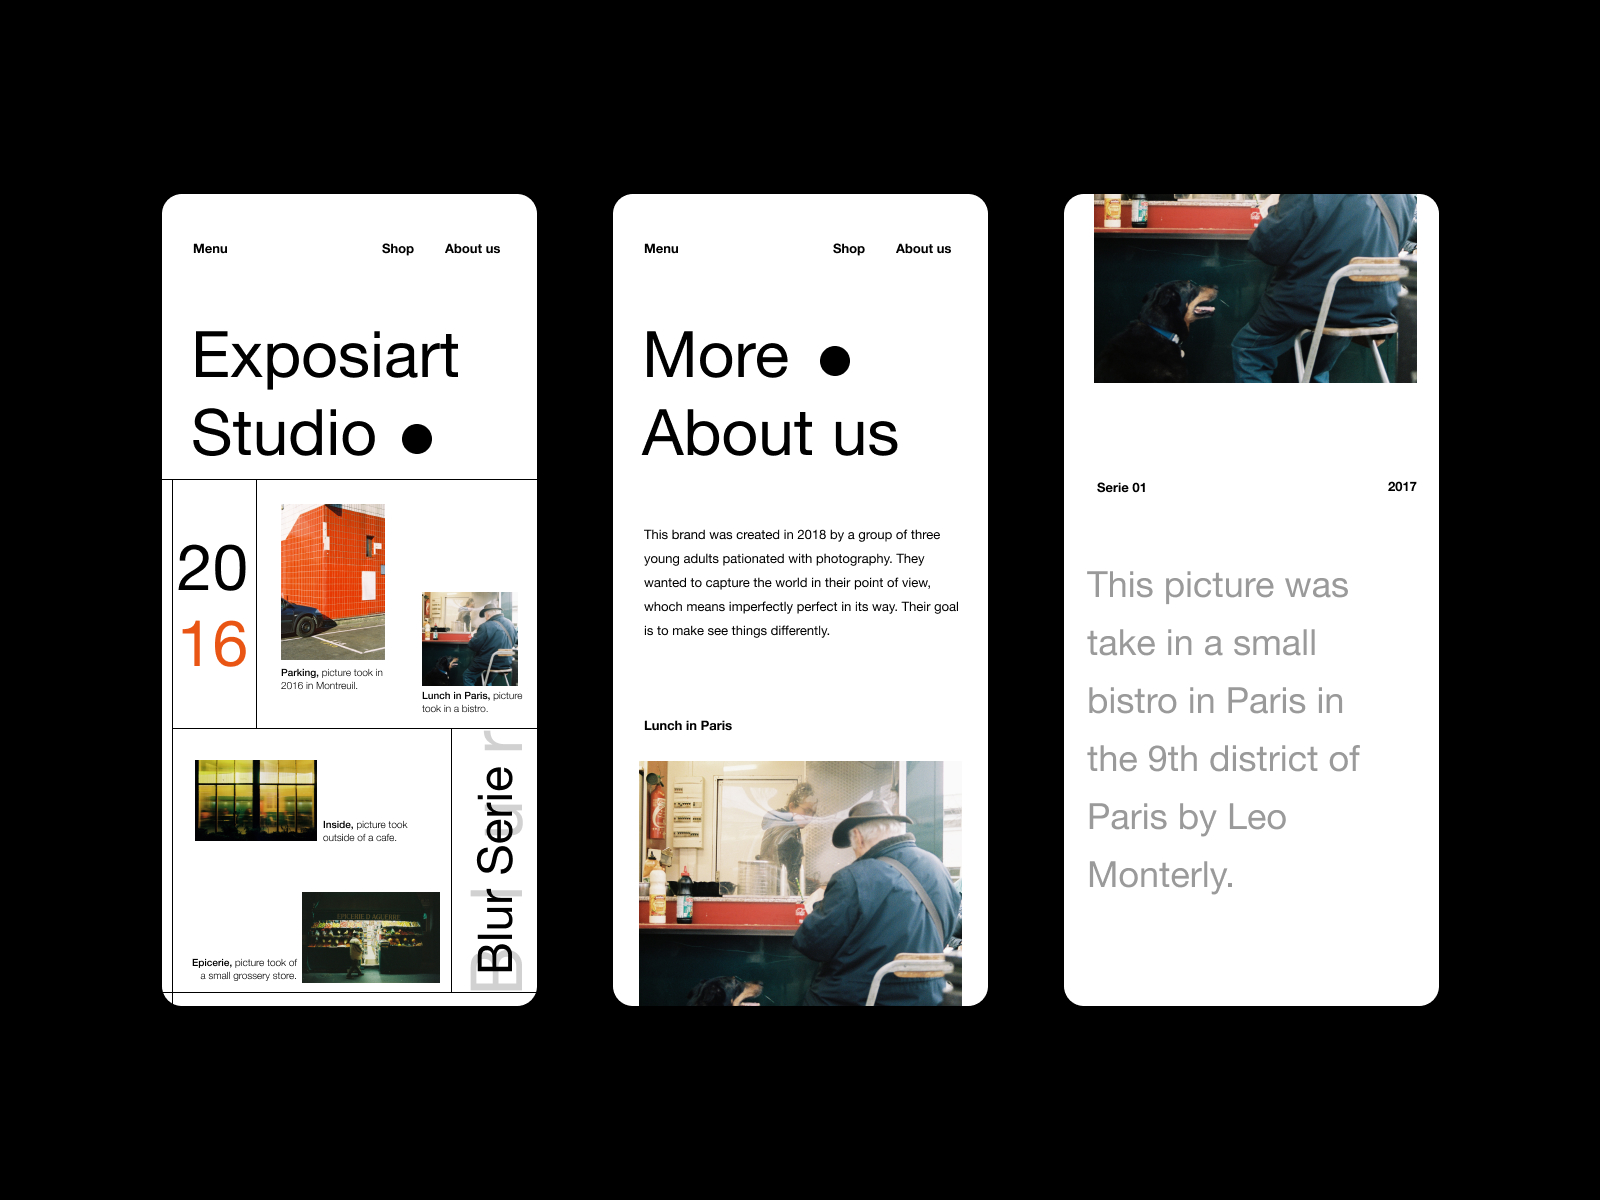 Menu
Shop
About us
Exposiart
Studio
20
16
Parking, picture took in
2016 in Montreuil.
Lunch in Paris, picture
took in a bistro.
Inside, picture took
outside of a cafe.
Epicerie, picture took of
a small grossery store.
Blur Serie
EPICERIE D'AGUERRE
Menu
Shop
About us
More
About us
This brand was created in 2018 by a group of three
young adults pationated with photography. They
wanted to capture the world in their point of view,
whoch means imperfectly perfect in its way. Their goal
is to make see things differently.
Lunch in Paris
Serie 01
2017
This picture was
take in a small
bistro in Paris in
the 9th district of
Paris by Leo
Monterly.